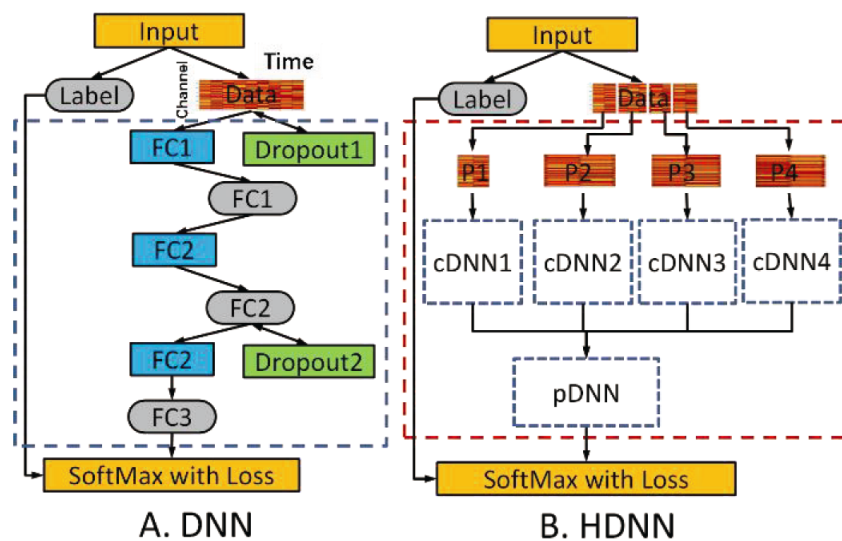 Input
Time
Label
Channel
Data
FC1
Dropout1
FC1
FC2
FC2
FC2
Dropout2
FC3
SoftMax with Loss
A. DNN
Input
Label
Data
P1
P2
P3
P4
cDNN1
cDNN2
cDNN3
cDNN4
pDNN
SoftMax with Loss
B. HDNN